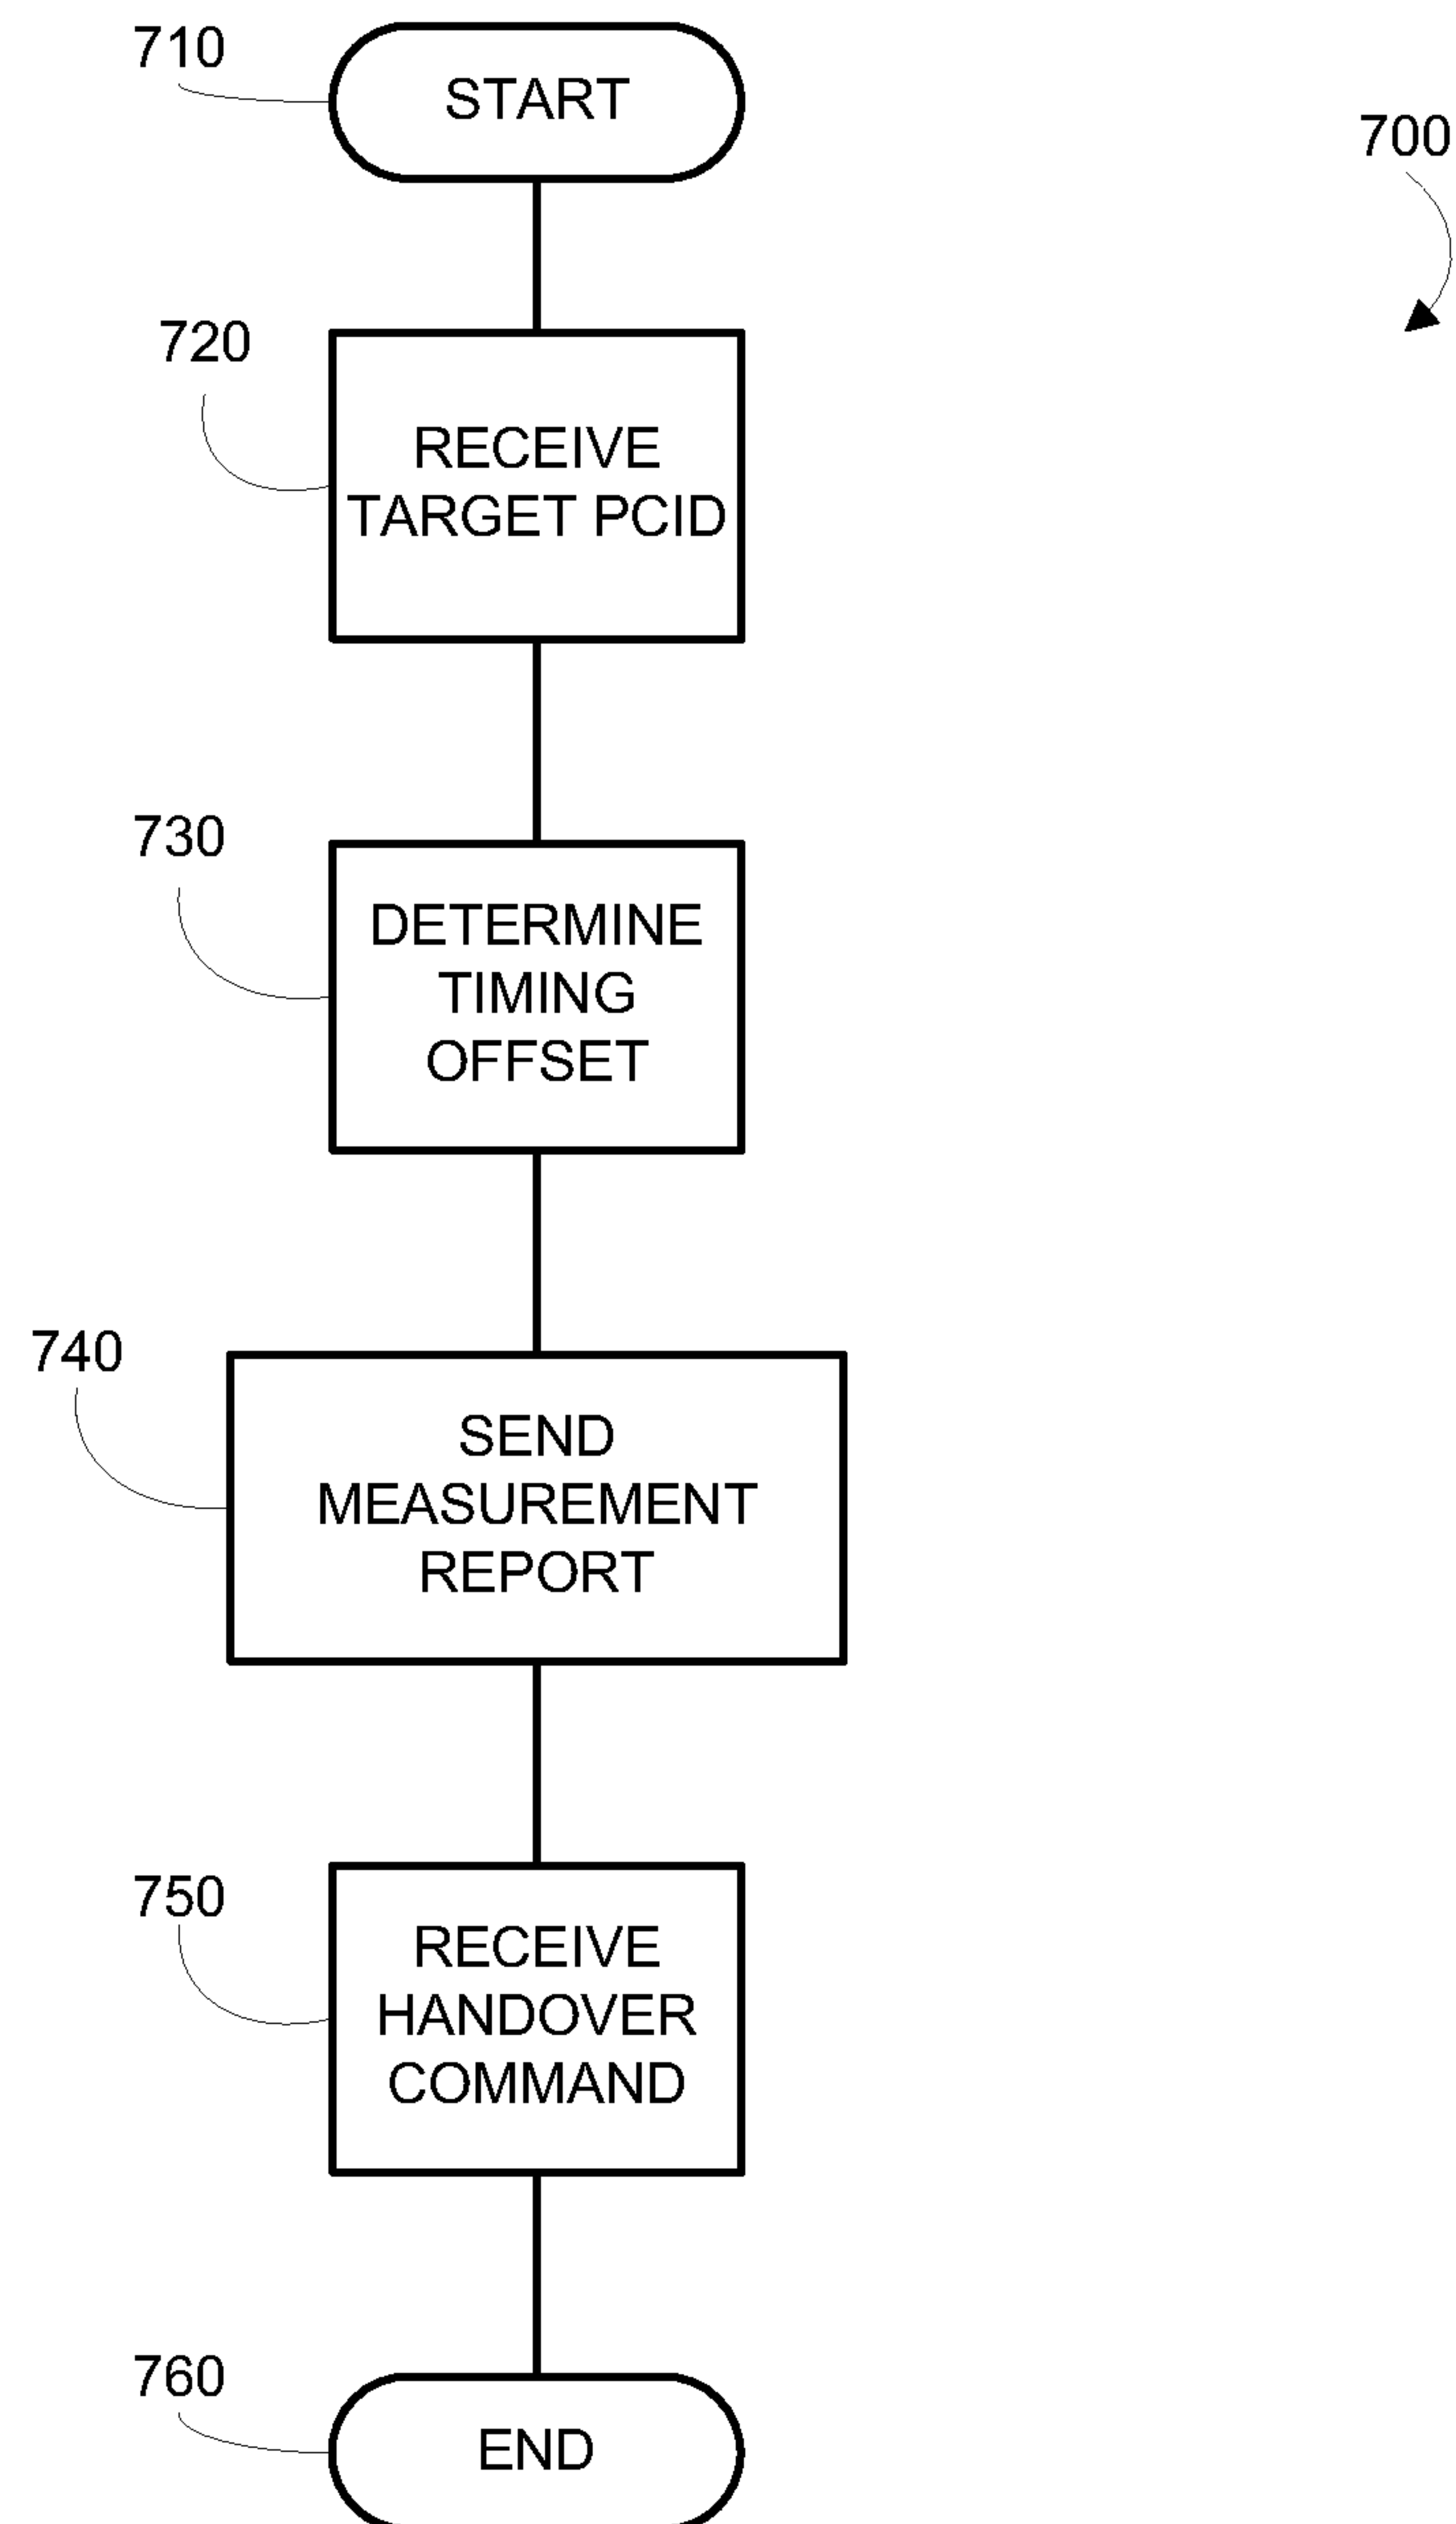 710
START
700
720
RECEIVE
TARGET PCID
730
DETERMINE
TIMING
OFFSET
740
SEND
MEASUREMENT
REPORT
750
RECEIVE
HANDOVER
COMMAND
760
END